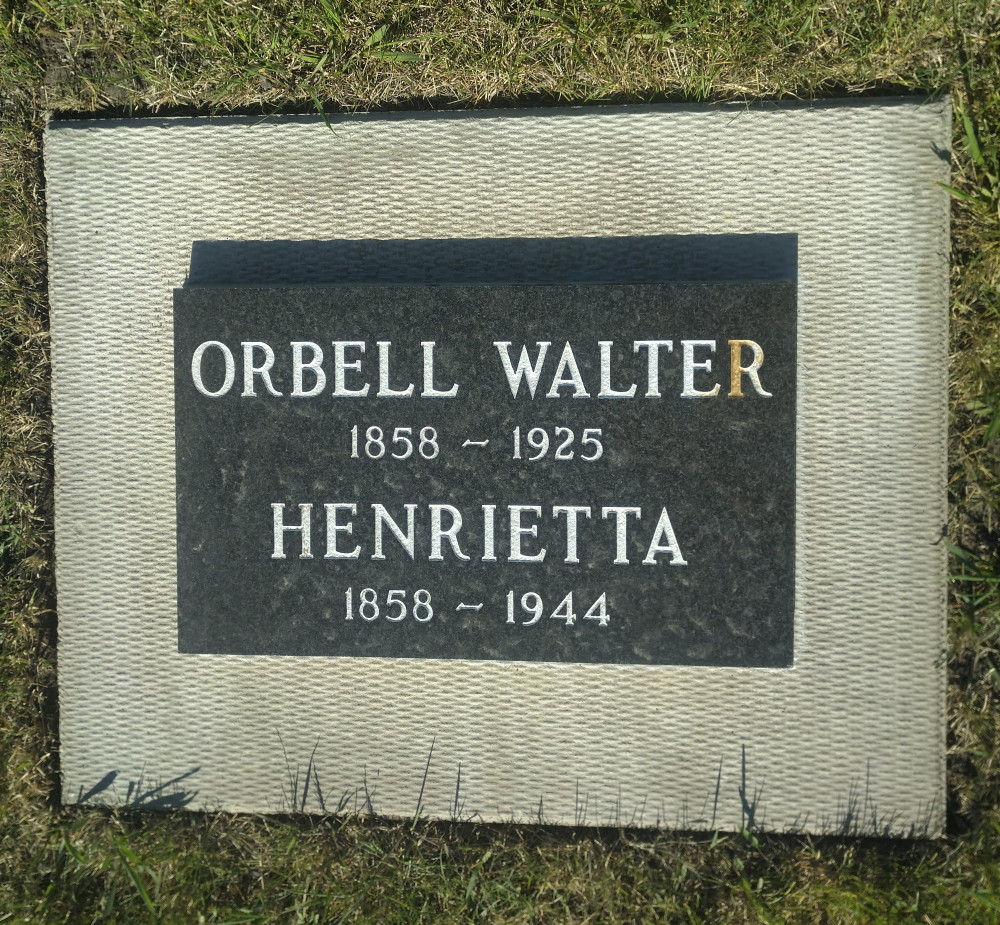 ORBELL WALTER
1858 ~ 1925
HENRIETTA
1858 ~ 1944